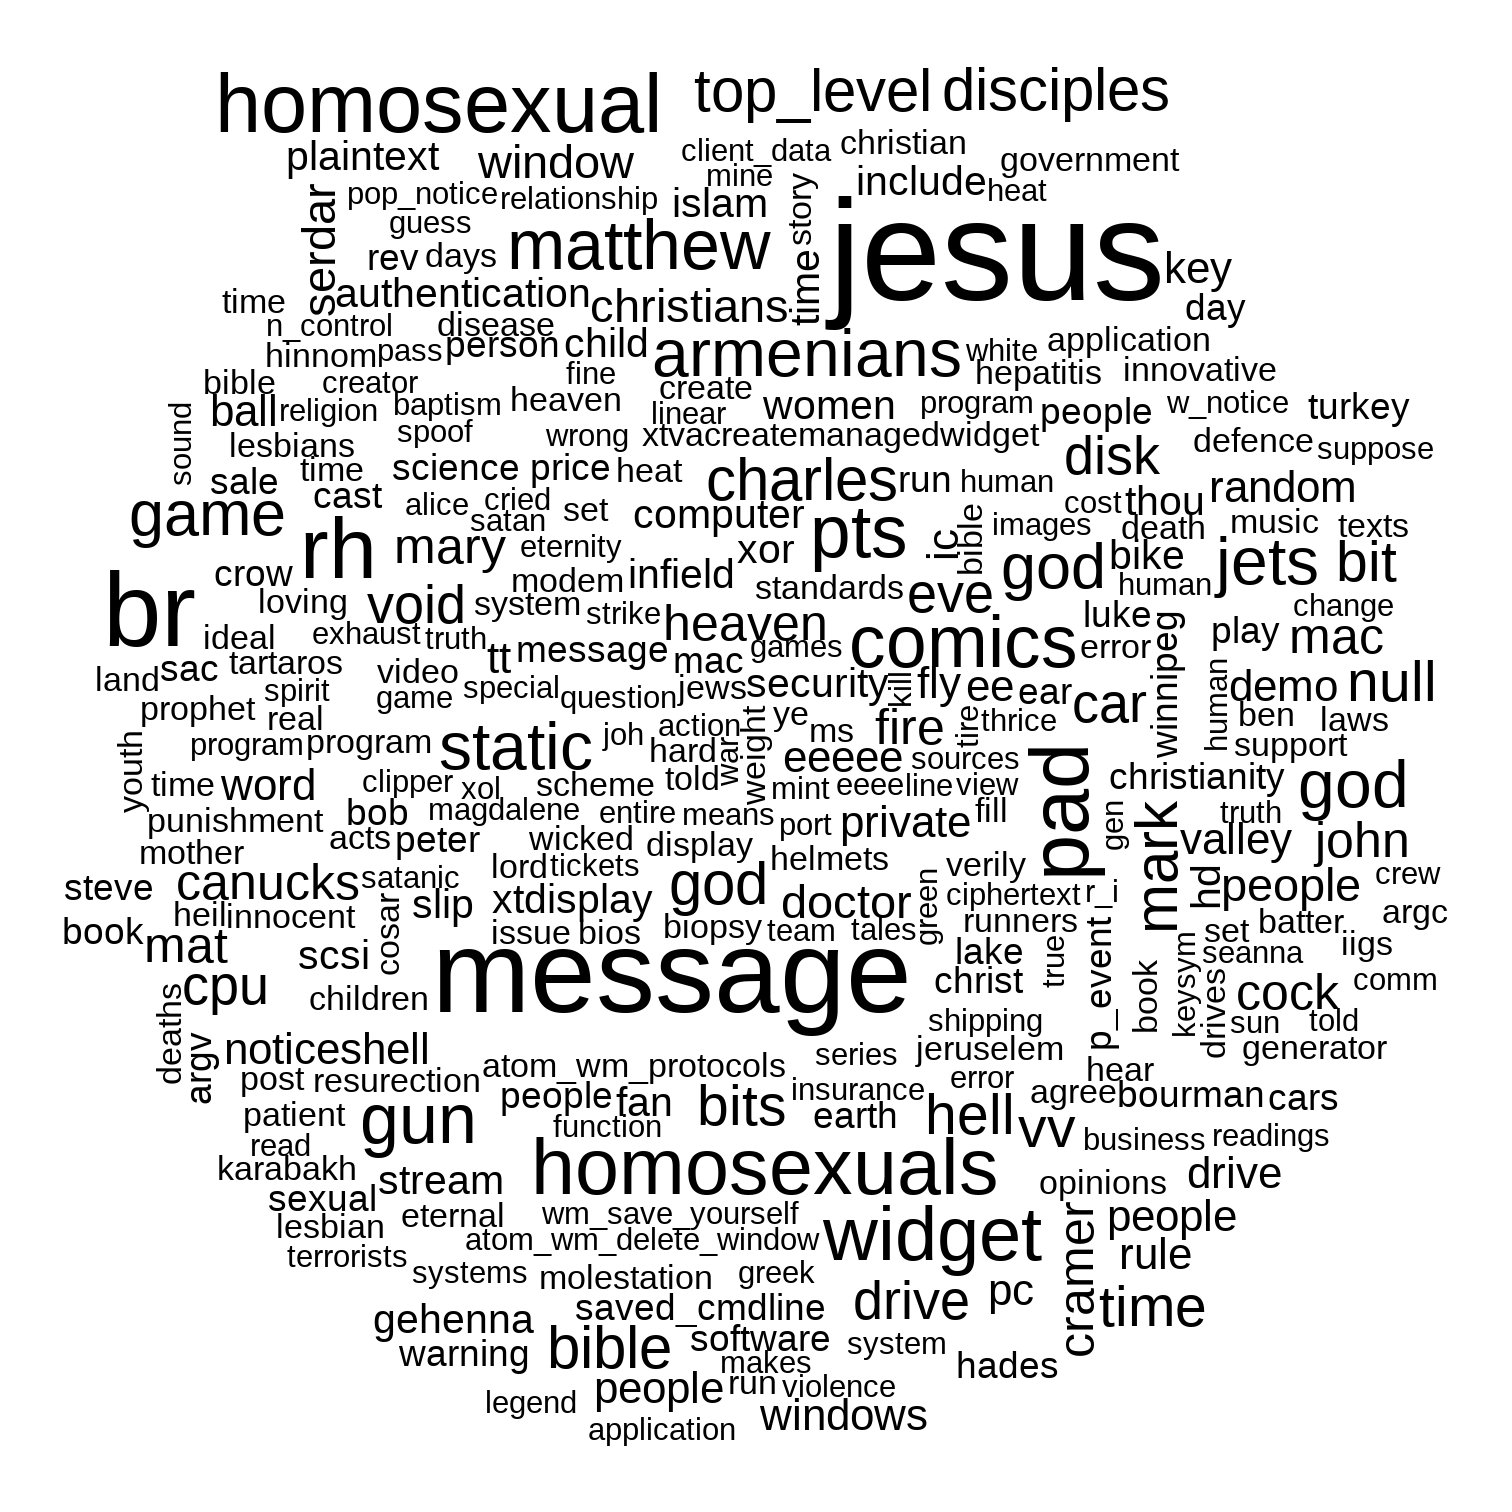 homosexual top_level disciples
plaintext window client_data christian government
mine include heat
serdar pop_notice relationship islam story jesus
guess matthew key
rev days time day
time authentication christians
n_control disease application
hinnom pass person child armenians white
bible creator fine create hepatitis innovative
ball religion baptism heaven linear women program people w_notice turkey
sound lesbians spoof wrong xtvacreatemanagedwidget disk defence suppose
sale time science price heat charles run human
game cast alice cried set computer cost thou random
satan pts ic bible images death music texts
rh mary eternity xor god bike jets bit
br crow modem infield standards eve human
loving void system strike heaven comics luke change
ideal exhaust truth message games error winnipeg play mac
land sac tartaros video tt mac
prophet spirit game special question jews security kill fly ee ear car human demo null
real joh action weight ye ms fire tire thrice ben laws
program program static hard war support
youth time word clipper xol scheme told eeeee sources pad christianity god
mint eeee line view
punishment bob magdalene entire means port private fill gen mark truth
mother acts peter wicked display helmets verily valley john
steve canucks satanic lord tickets god doctor green ciphertext r_i hd people crew
book heil innocent cosar slip xtdisplay runners batter argc
mat scsi issue bios biopsy team tales lake true set iigs
cpu children message christ p_event book keysym seanna cock comm
deaths argv shipping drives sun told
noticeshell atom_wm_protocols series jeruselem generator
post resurection people fan bits insurance error hear agree bourman cars
patient gun function earth hell vv business readings
read
karabakh homosexuals opinions drive
sexual stream
lesbian eternal wm_save_yourself widget cramer people
terrorists atom_wm_delete_window rule
systems molestation greek drive pc time
gehenna saved_cmdline
warning bible software system
makes hades
legend people run violence
application windows